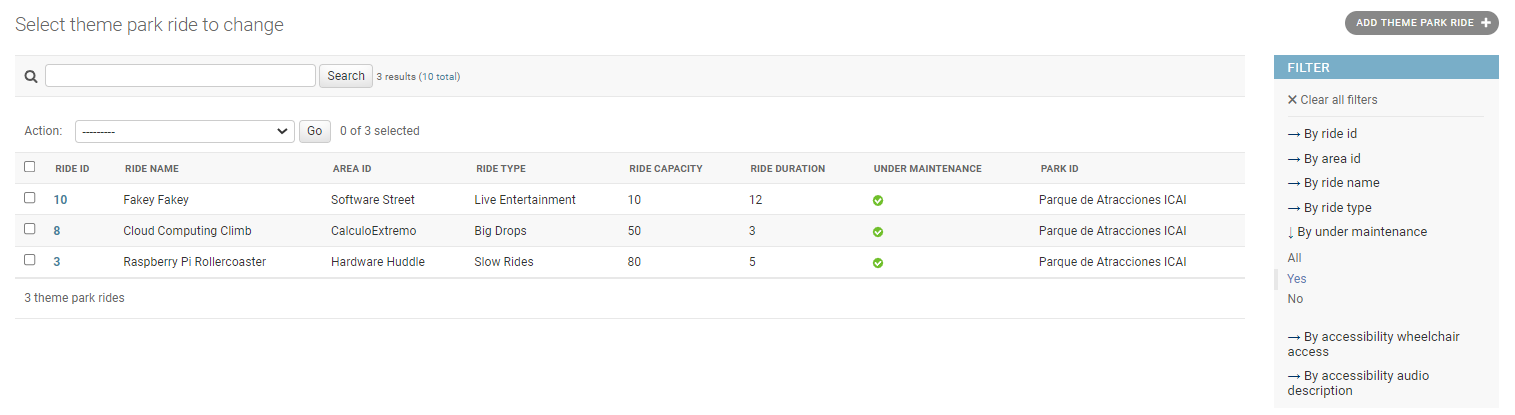 Select theme park ride to change
ADD THEME PARK RIDE +
Search 3 results (10 total)
Action: --------- Go 0 of 3 selected
RIDE ID RIDE NAME AREA ID RIDE TYPE RIDE CAPACITY RIDE DURATION UNDER MAINTENANCE PARK ID
10 Fakey Fakey Software Street Live Entertainment 10 12 Parque de Atracciones ICAI
8 Cloud Computing Climb CalculoExtremo Big Drops 50 3 Parque de Atracciones ICAI
3 Raspberry Pi Rollercoaster Hardware Huddle Slow Rides 80 5 Parque de Atracciones ICAI
3 theme park rides
FILTER
✕ Clear all filters
→ By ride id
→ By area id
→ By ride name
→ By ride type
↓ By under maintenance
All
Yes
No
→ By accessibility wheelchair
access
→ By accessibility audio
description